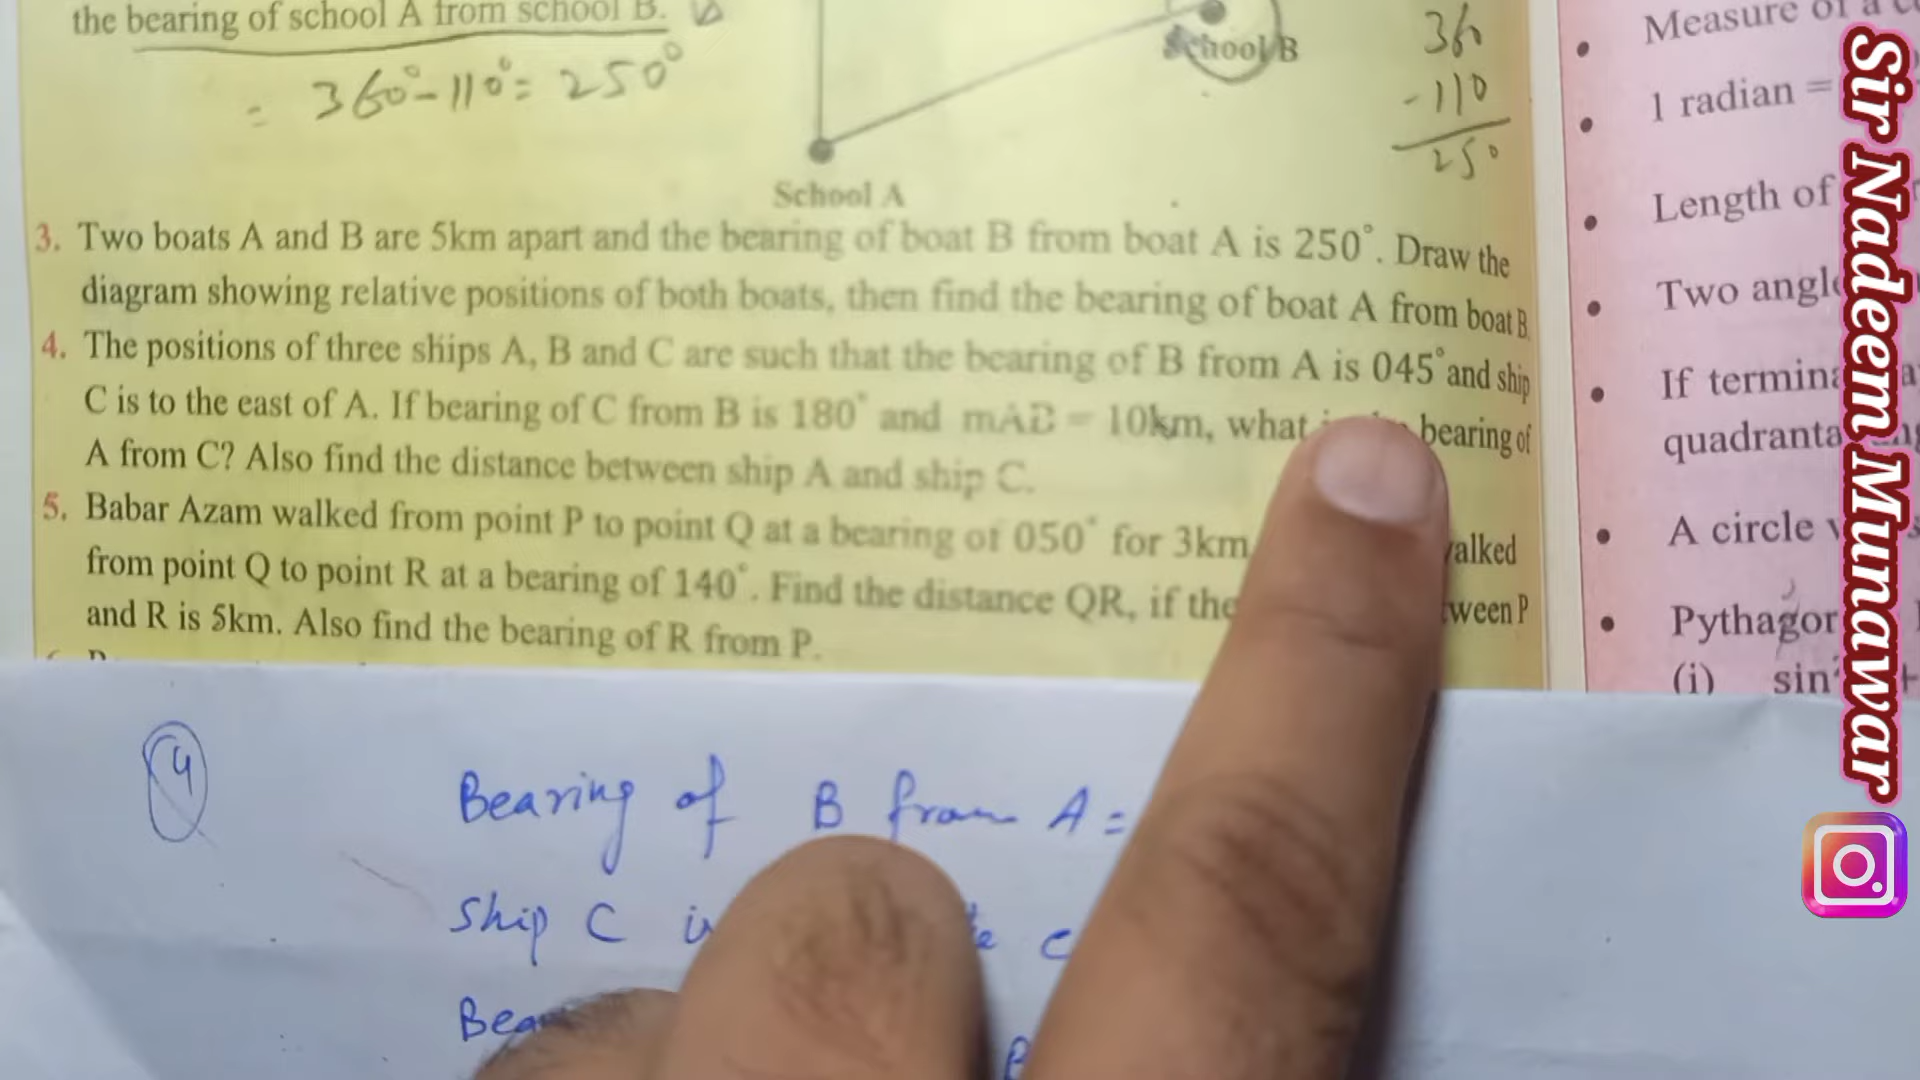 the bearing of school A from school B.
= 360° - 110° = 250°
School B
School A
360
-110
250
3. Two boats A and B are 5km apart and the bearing of boat B from boat A is 250°. Draw the
diagram showing relative positions of both boats, then find the bearing of boat A from boat B.
4. The positions of three ships A, B and C are such that the bearing of B from A is 045° and ship
C is to the east of A. If bearing of C from B is 180° and mAB = 10km, what bearing of
A from C? Also find the distance between ship A and ship C.
5. Babar Azam walked from point P to point Q at a bearing of 050° for 3km
from point Q to point R at a bearing of 140°. Find the distance QR, if the P
and R is 5km. Also find the bearing of R from P.
4
Bearing of B from A =
Ship C
B
• Measure of a
• 1 radian =
• Length of
• Two
• If
quadranta
• A circle
• Pythagor
(i) sin
Sir Nadeem Munawar